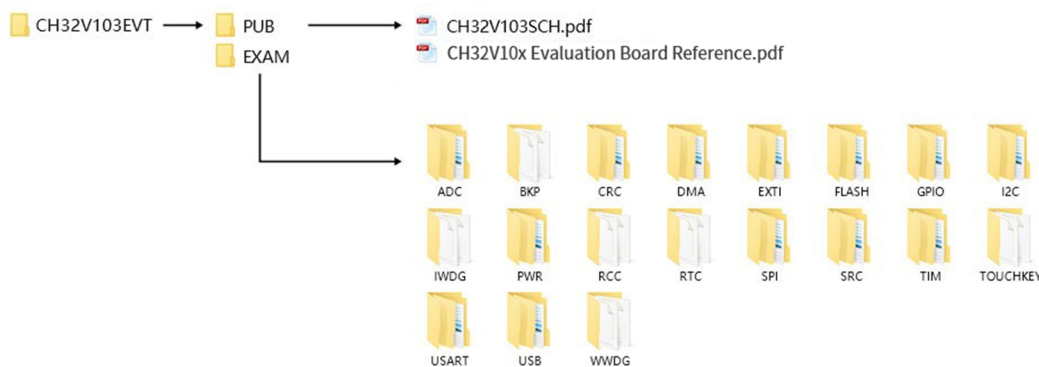 CH32V103EVT
PUB
CH32V103SCH.pdf
EXAM
CH32V10x Evaluation Board Reference.pdf
ADC
BKP
CRC
DMA
EXTI
FLASH
GPIO
I2C
IWDG
PWR
RCC
RTC
SPI
SRC
TIM
TOUCHKEY
USART
USB
WWDG